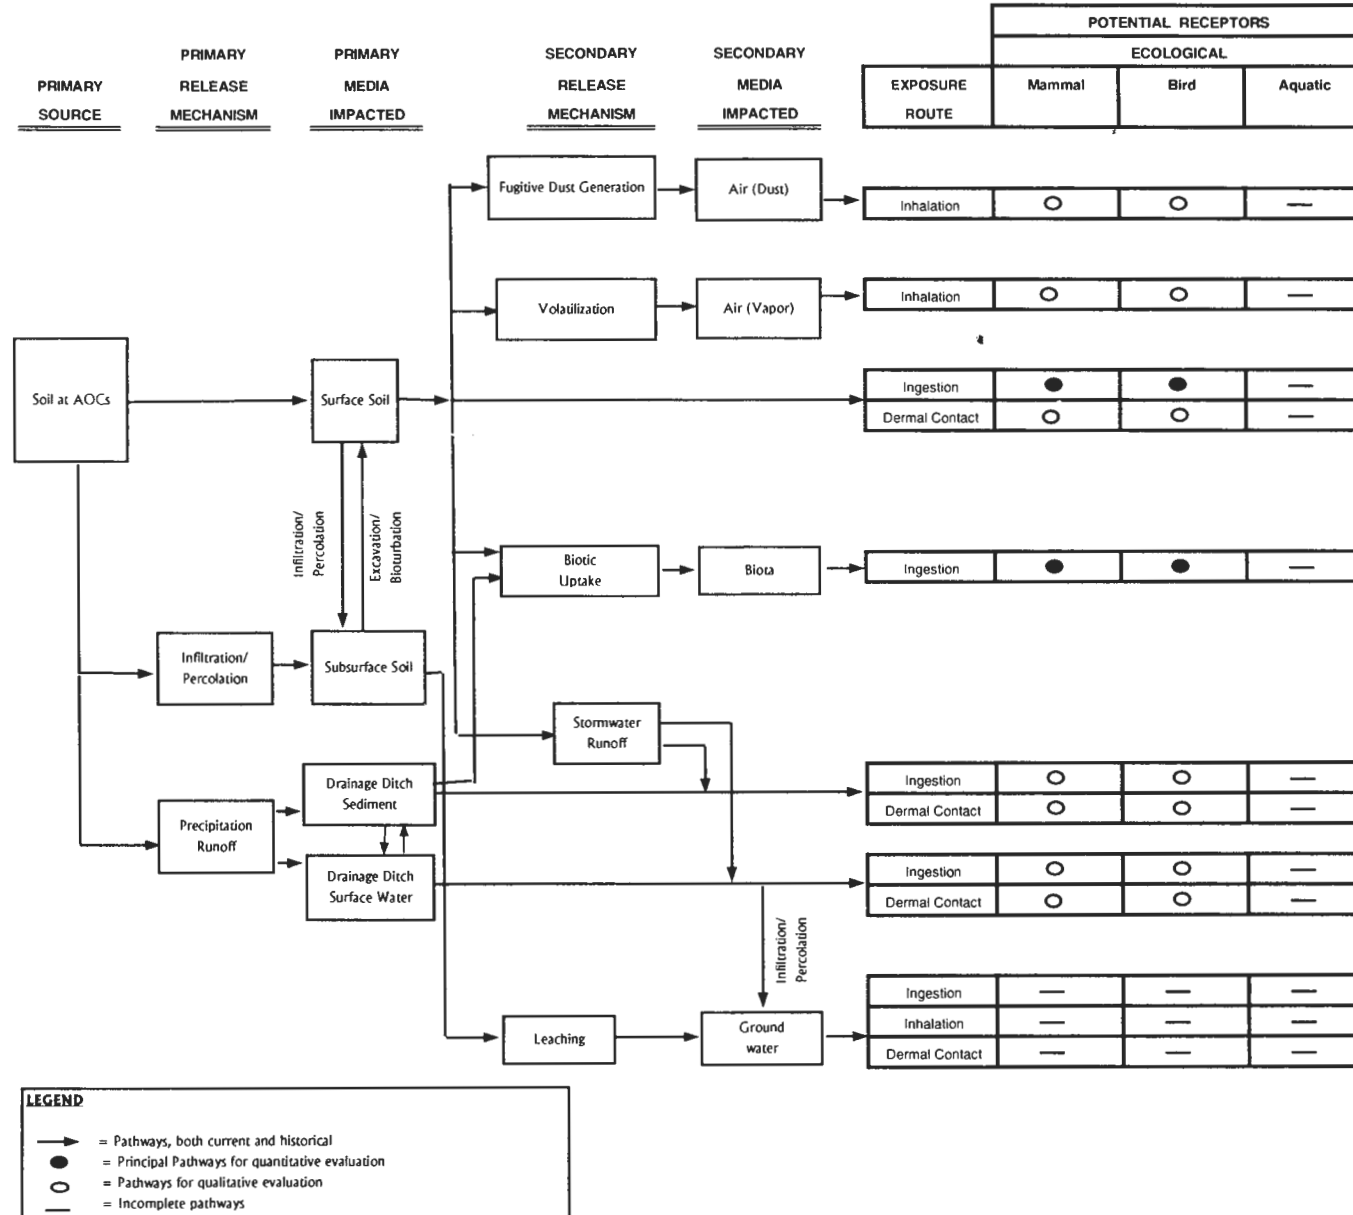 POTENTIAL RECEPTORS
ECOLOGICAL
PRIMARY
SOURCE
PRIMARY
RELEASE
MECHANISM
PRIMARY
MEDIA
IMPACTED
SECONDARY
RELEASE
MECHANISM
SECONDARY
MEDIA
IMPACTED
EXPOSURE
ROUTE
Mammal
Bird
Aquatic
Fugitive Dust Generation
Air (Dust)
Inhalation
Volatilization
Air (Vapor)
Inhalation
Soil at AOCs
Surface Soil
Ingestion
Dermal Contact
Infiltration/
Percolation
Excavation/
Bioturbation
Biotic
Uptake
Biota
Ingestion
Infiltration/
Percolation
Subsurface Soil
Stormwater
Runoff
Drainage Ditch
Sediment
Ingestion
Dermal Contact
Precipitation
Runoff
Drainage Ditch
Surface Water
Ingestion
Dermal Contact
Infiltration/
Percolation
Leaching
Ground
water
Ingestion
Inhalation
Dermal Contact
LEGEND
= Pathways, both current and historical
= Principal Pathways for quantitative evaluation
= Pathways for qualitative evaluation
= Incomplete pathways